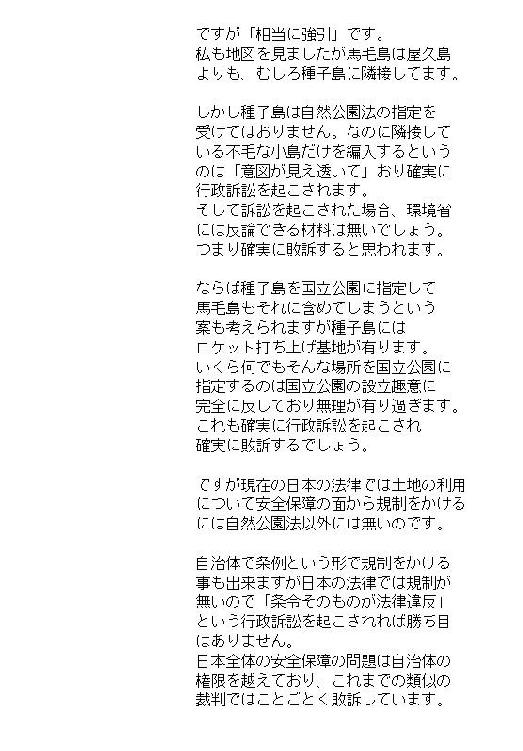 ですが「相当に強引」です。
私も地図を見ましたが馬毛島は屋久島
よりも、むしろ種子島に隣接してます。
しかし種子島は自然公園法の指定を
受けてはおりません。なのに隣接して
いる不毛な小島だけを編入するという
のは「意図が見え透いて」おり確実に
行政訴訟を起こされます。
そして訴訟を起こされた場合、環境省
には反論できる材料は無いでしょう。
つまり確実に敗訴すると思われます。
ならば種子島を国立公園に指定して
馬毛島もそれに含めてしまうという
案も考えられますが種子島には
ロケット打ち上げ基地が有ります。
いくら何でもそんな場所を国立公園に
指定するのは国立公園の設立趣意に
完全に反しており無理が有り過ぎます。
これも確実に行政訴訟を起こされ
確実に敗訴するでしょう。
ですが現在の日本の法律では土地の利用
について安全保障の面から規制をかける
には自然公園法以外には無いのです。
自治体で条例という形で規制をかける
事も出来ますが日本の法律では規制が
無いので「条令そのものが法律違反」
という行政訴訟を起こされれば勝ち目
はありません。
日本全体の安全保障の問題は自治体の
権限を越えており、これまでの類似の
裁判ではことごとく敗訴しています。